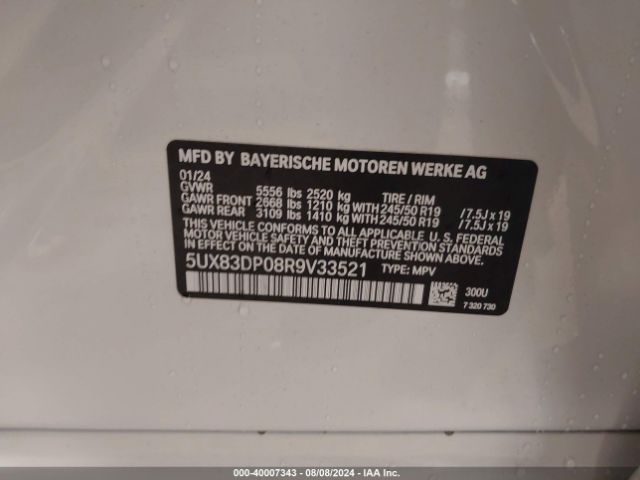 MFD BY BAYERISCHE MOTOREN WERKE AG
01/24
GVWR 5556 lbs 2520 kg TIRE / RIM
GAWR FRONT 2668 lbs 1210 kg WITH 245/50 R19 / 7.5J x 19
GAWR REAR 3109 lbs 1410 kg WITH 245/50 R19 / 7.5J x 19
THIS VEHICLE CONFORMS TO ALL APPLICABLE U. S. FEDERAL
MOTOR VEHICLE SAFETY, BUMPER, AND THEFT PREVENTION STANDARDS
IN EFFECT ON THE DATE OF MANUFACTURE SHOWN ABOVE.
5UX83DP08R9V33521 TYPE: MPV
300U
7 320 730
000-40007343 | 08/08/2024 | IAA Inc.